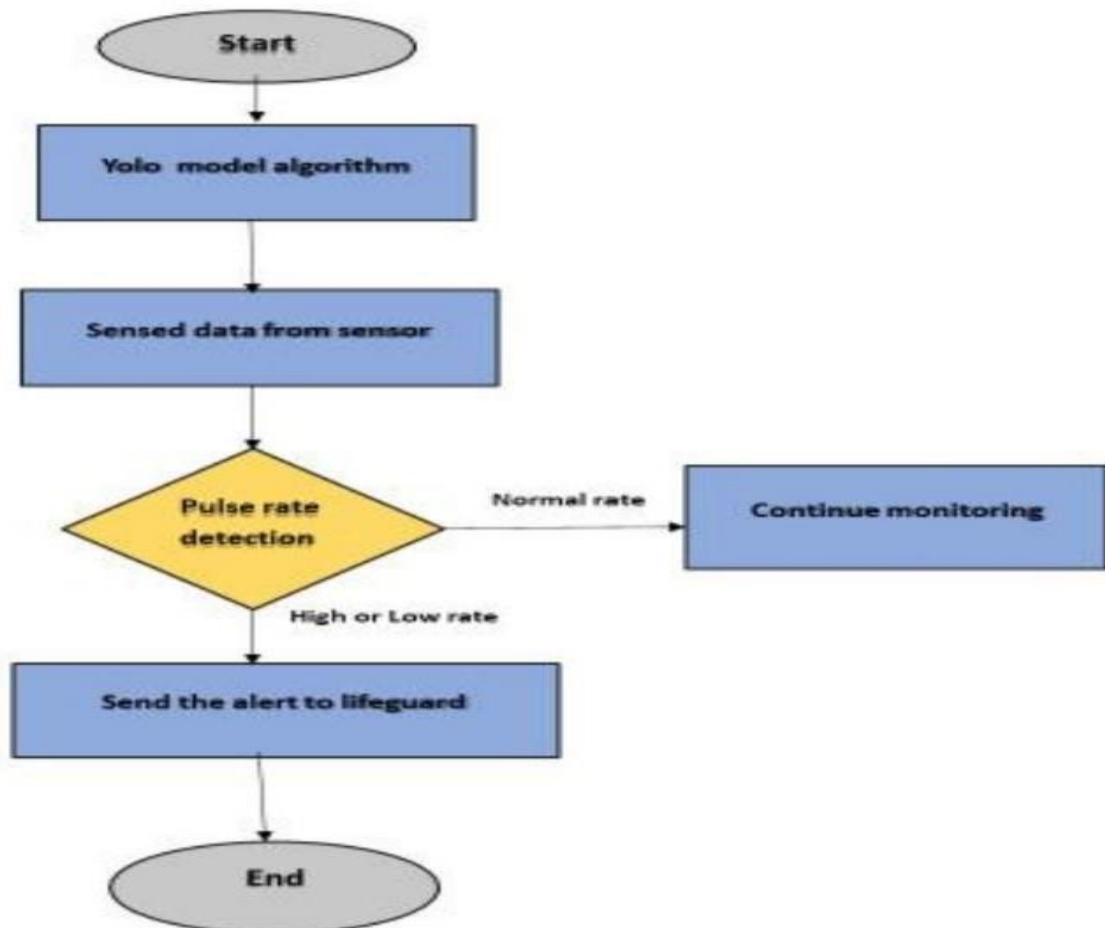 Start
Yolo model algorithm
Sensed data from sensor
Pulse rate
detection
Normal rate
Continue monitoring
High or Low rate
Send the alert to lifeguard
End